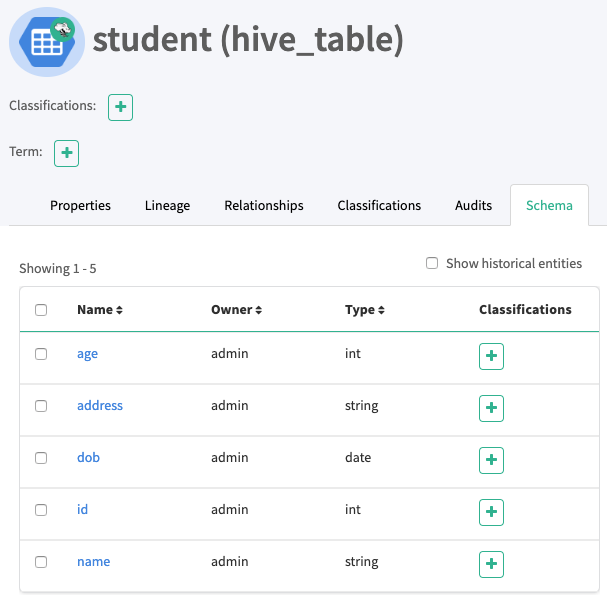 student (hive_table)
Classifications:
Term:
Properties Lineage Relationships Classifications Audits Schema
Showing 1 - 5 Show historical entities
Name Owner Type Classifications
age admin int
address admin string
dob admin date
id admin int
name admin string